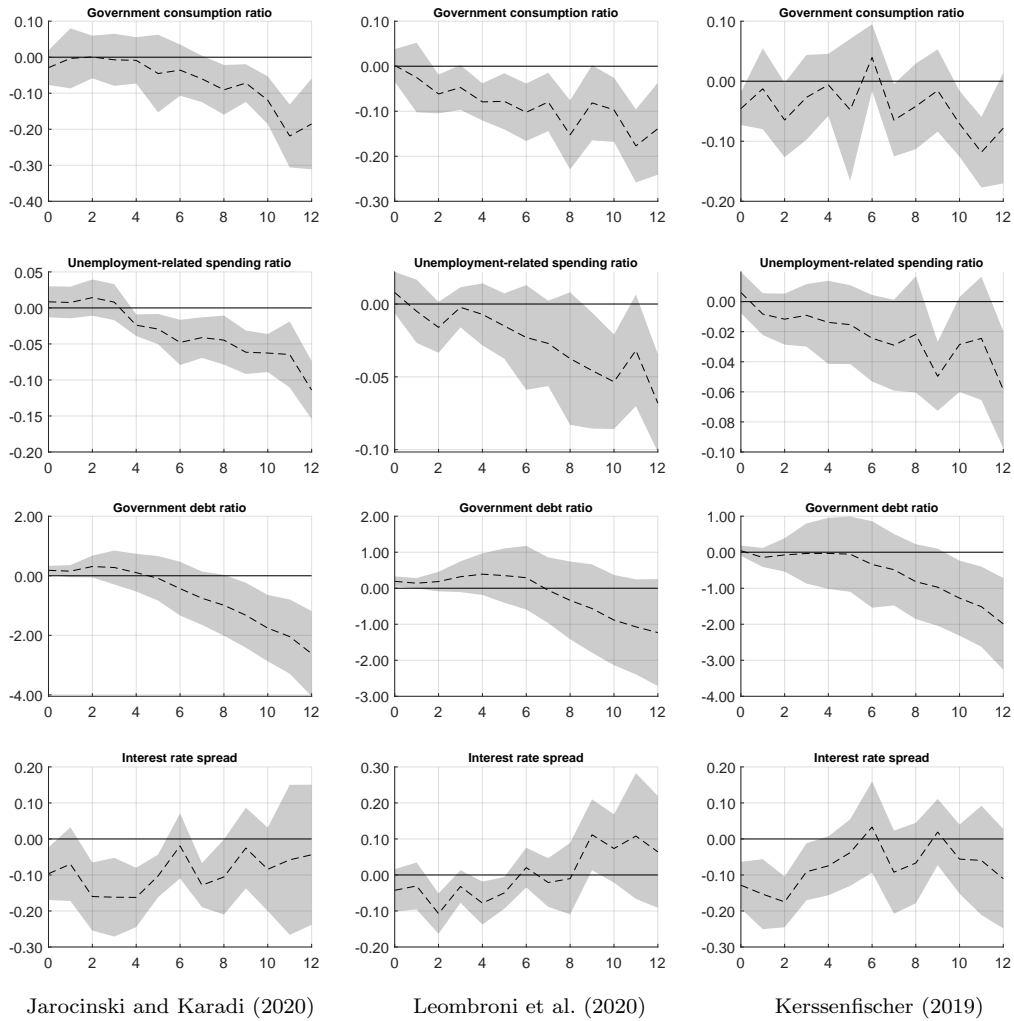 Government consumption ratio Government consumption ratio Government consumption ratio
0.10 0.10 0.10
0.00 0.00 0.00
-0.10 -0.10 -0.10
-0.20 -0.20 -0.20
-0.30 -0.30
-0.40
0 2 4 6 8 10 12 0 2 4 6 8 10 12 0 2 4 6 8 10 12
Unemployment-related spending ratio Unemployment-related spending ratio Unemployment-related spending ratio
0.05 0.00 0.00
0.00 -0.05 -0.02
-0.05 -0.10 -0.04
-0.10 -0.06
-0.15 -0.08
-0.20 -0.10
0 2 4 6 8 10 12 0 2 4 6 8 10 12 0 2 4 6 8 10 12
Government debt ratio Government debt ratio Government debt ratio
2.00 2.00 1.00
0.00 1.00 0.00
-2.00 0.00 -1.00
-4.00 -1.00 -2.00
-2.00 -3.00
-3.00 -4.00
0 2 4 6 8 10 12 0 2 4 6 8 10 12 0 2 4 6 8 10 12
Interest rate spread Interest rate spread Interest rate spread
0.20 0.30 0.20
0.10 0.20 0.10
0.00 0.10 0.00
-0.10 0.00 -0.10
-0.20 -0.10 -0.20
-0.30 -0.20 -0.30
0 2 4 6 8 10 12 0 2 4 6 8 10 12 0 2 4 6 8 10 12
Jarocinski and Karadi (2020) Leombroni et al. (2020) Kerssenfischer (2019)